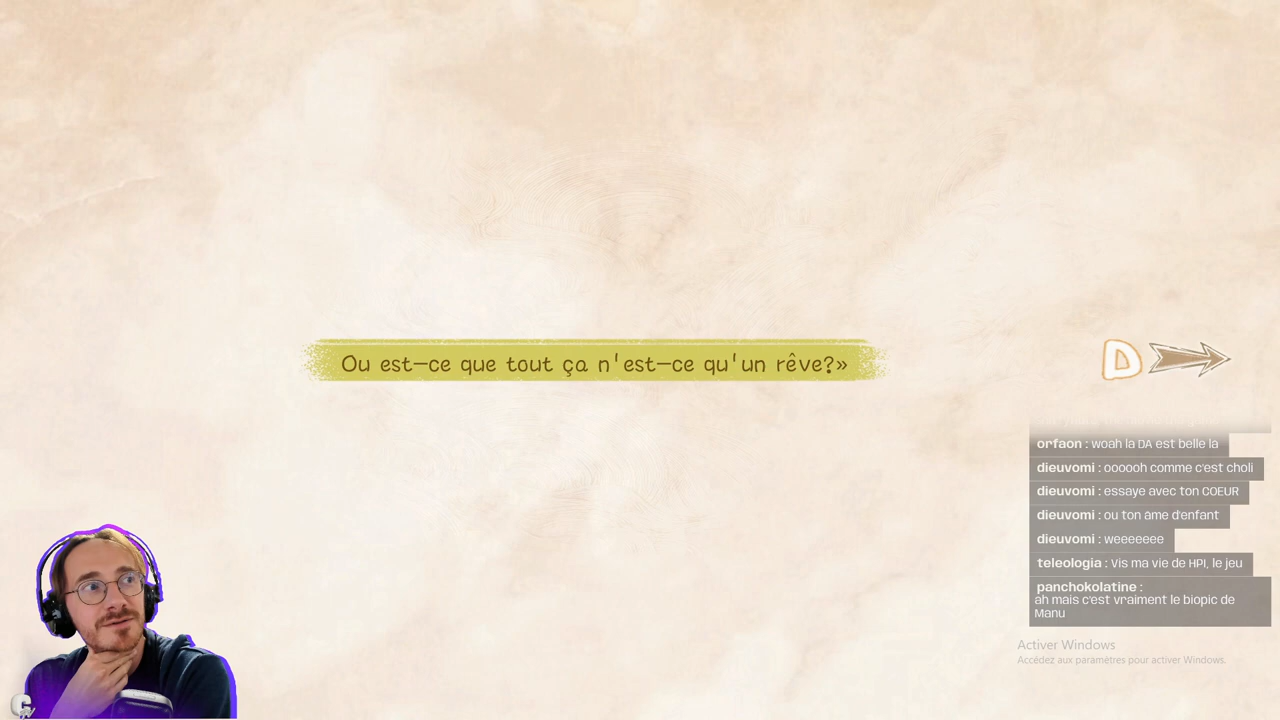 Ou est-ce que tout ça n'est-ce qu'un rêve?»
D
orfaon : woah la DA est belle là
dieuvomi : oooooh comme c'est choli
dieuvomi : essaye avec ton COEUR
dieuvomi : ou ton âme d'enfant
dieuvomi : weeeeeee
teleologia : Vis ma vie de HPI, le jeu
panchokolatine :
ah mais c'est vraiment le biopic de
Manu
Activer Windows
Accédez aux paramètres pour activer Windows.